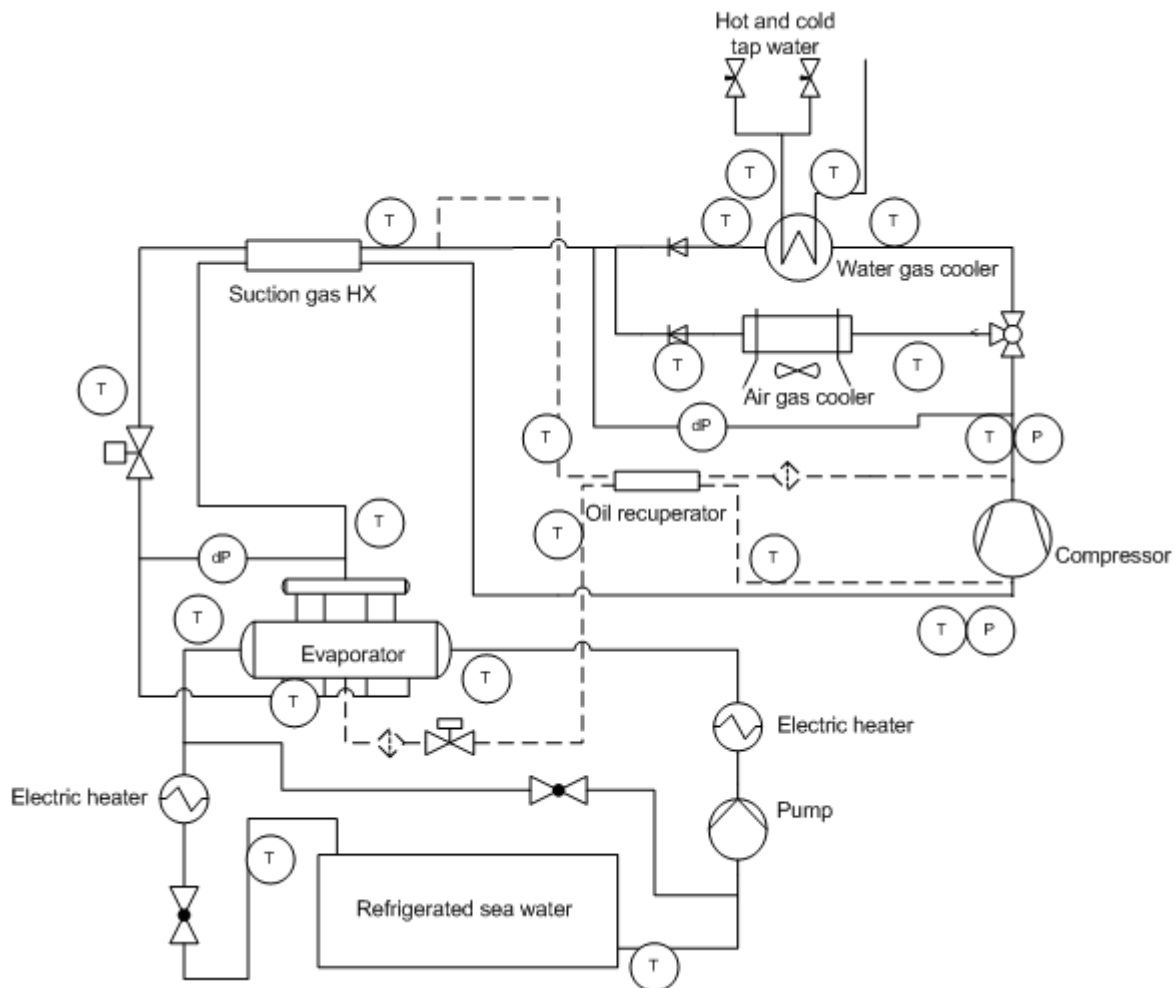 Hot and cold
tap water
T
T
T
T
T
Water gas cooler
Suction gas HX
T
T
T
Air gas cooler
dP
T
T
P
T
Oil recuperator
T
T
T
Compressor
dP
T
T
P
Evaporator
T
T
Electric heater
Electric heater
Pump
T
Refrigerated sea water
T